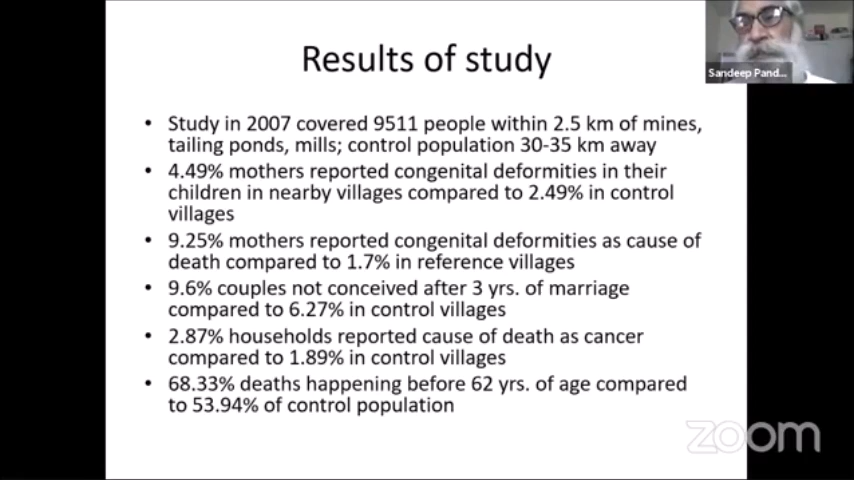 Results of study
Sandeep Pand...
• Study in 2007 covered 9511 people within 2.5 km of mines,
tailing ponds, mills; control population 30-35 km away
• 4.49% mothers reported congenital deformities in their
children in nearby villages compared to 2.49% in control
villages
• 9.25% mothers reported congenital deformities as cause of
death compared to 1.7% in reference villages
• 9.6% couples not conceived after 3 yrs. of marriage
compared to 6.27% in control villages
• 2.87% households reported cause of death as cancer
compared to 1.89% in control villages
• 68.33% deaths happening before 62 yrs. of age compared
to 53.94% of control population
zoom